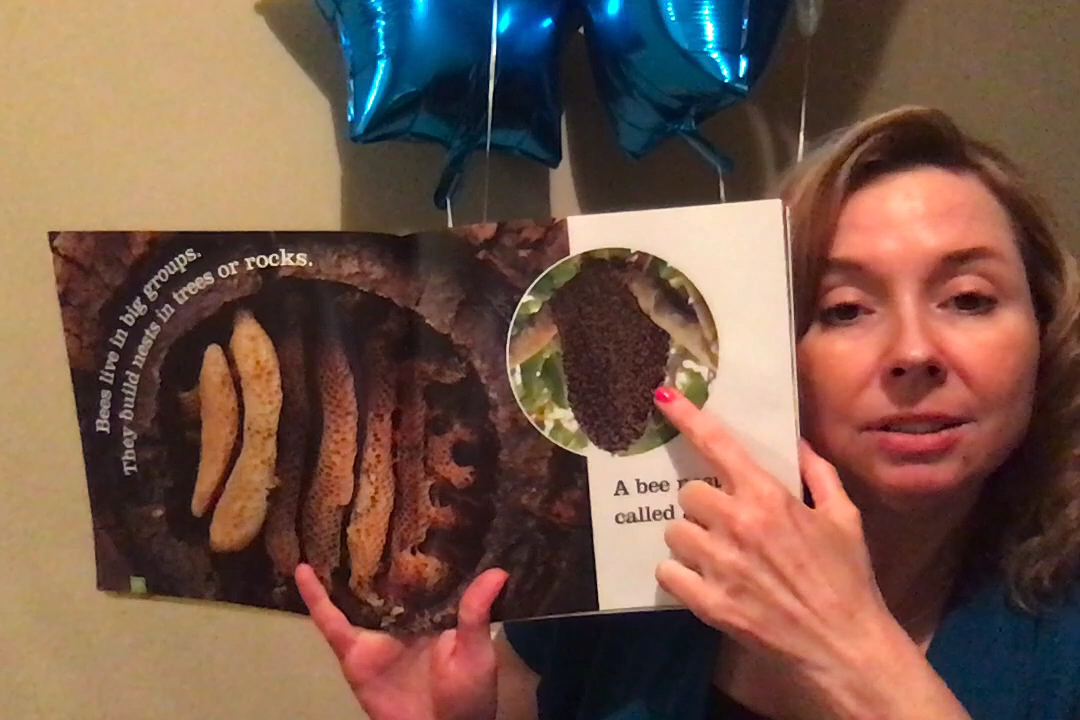 Bees live in big groups.
They build nests in trees or rocks.
A bee
called